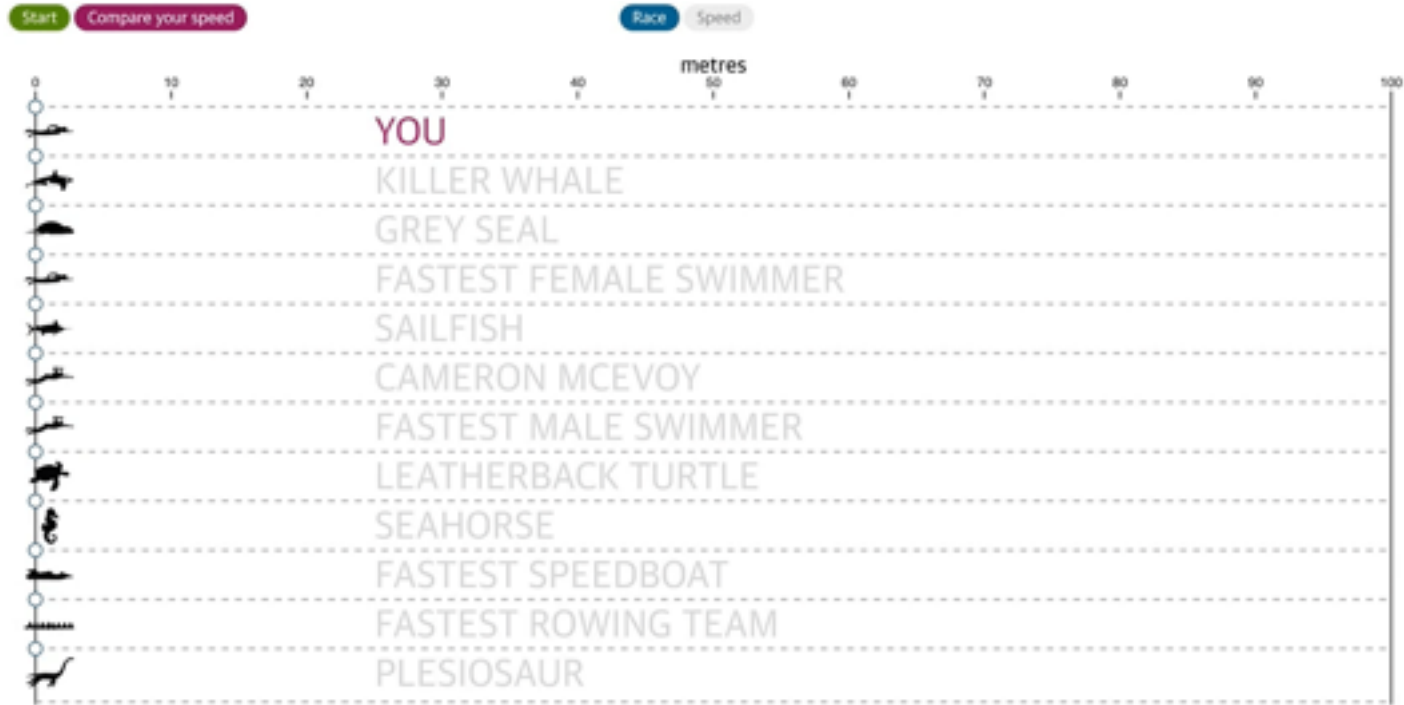 Start Compare your speed Race Speed
metres
0 10 20 30 40 50 60 70 80 90 100
YOU
KILLER WHALE
GREY SEAL
FASTEST FEMALE SWIMMER
SAILFISH
CAMERON MCEVOY
FASTEST MALE SWIMMER
LEATHERBACK TURTLE
SEAHORSE
FASTEST SPEEDBOAT
FASTEST ROWING TEAM
PLESIOSAUR